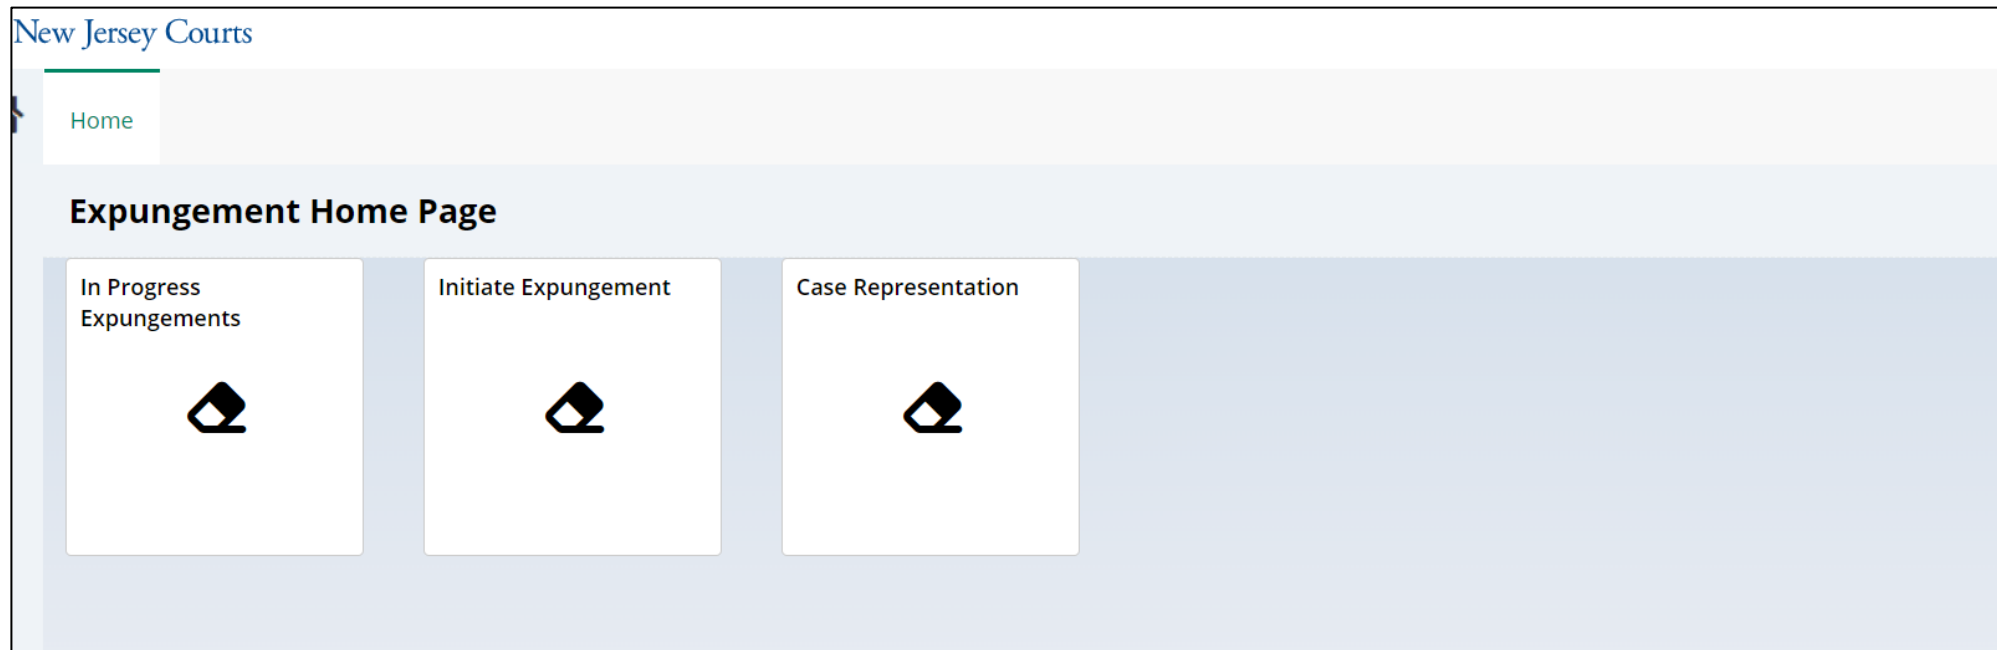 New Jersey Courts
Home
Expungement Home Page
In Progress
Expungements
Initiate Expungement
Case Representation